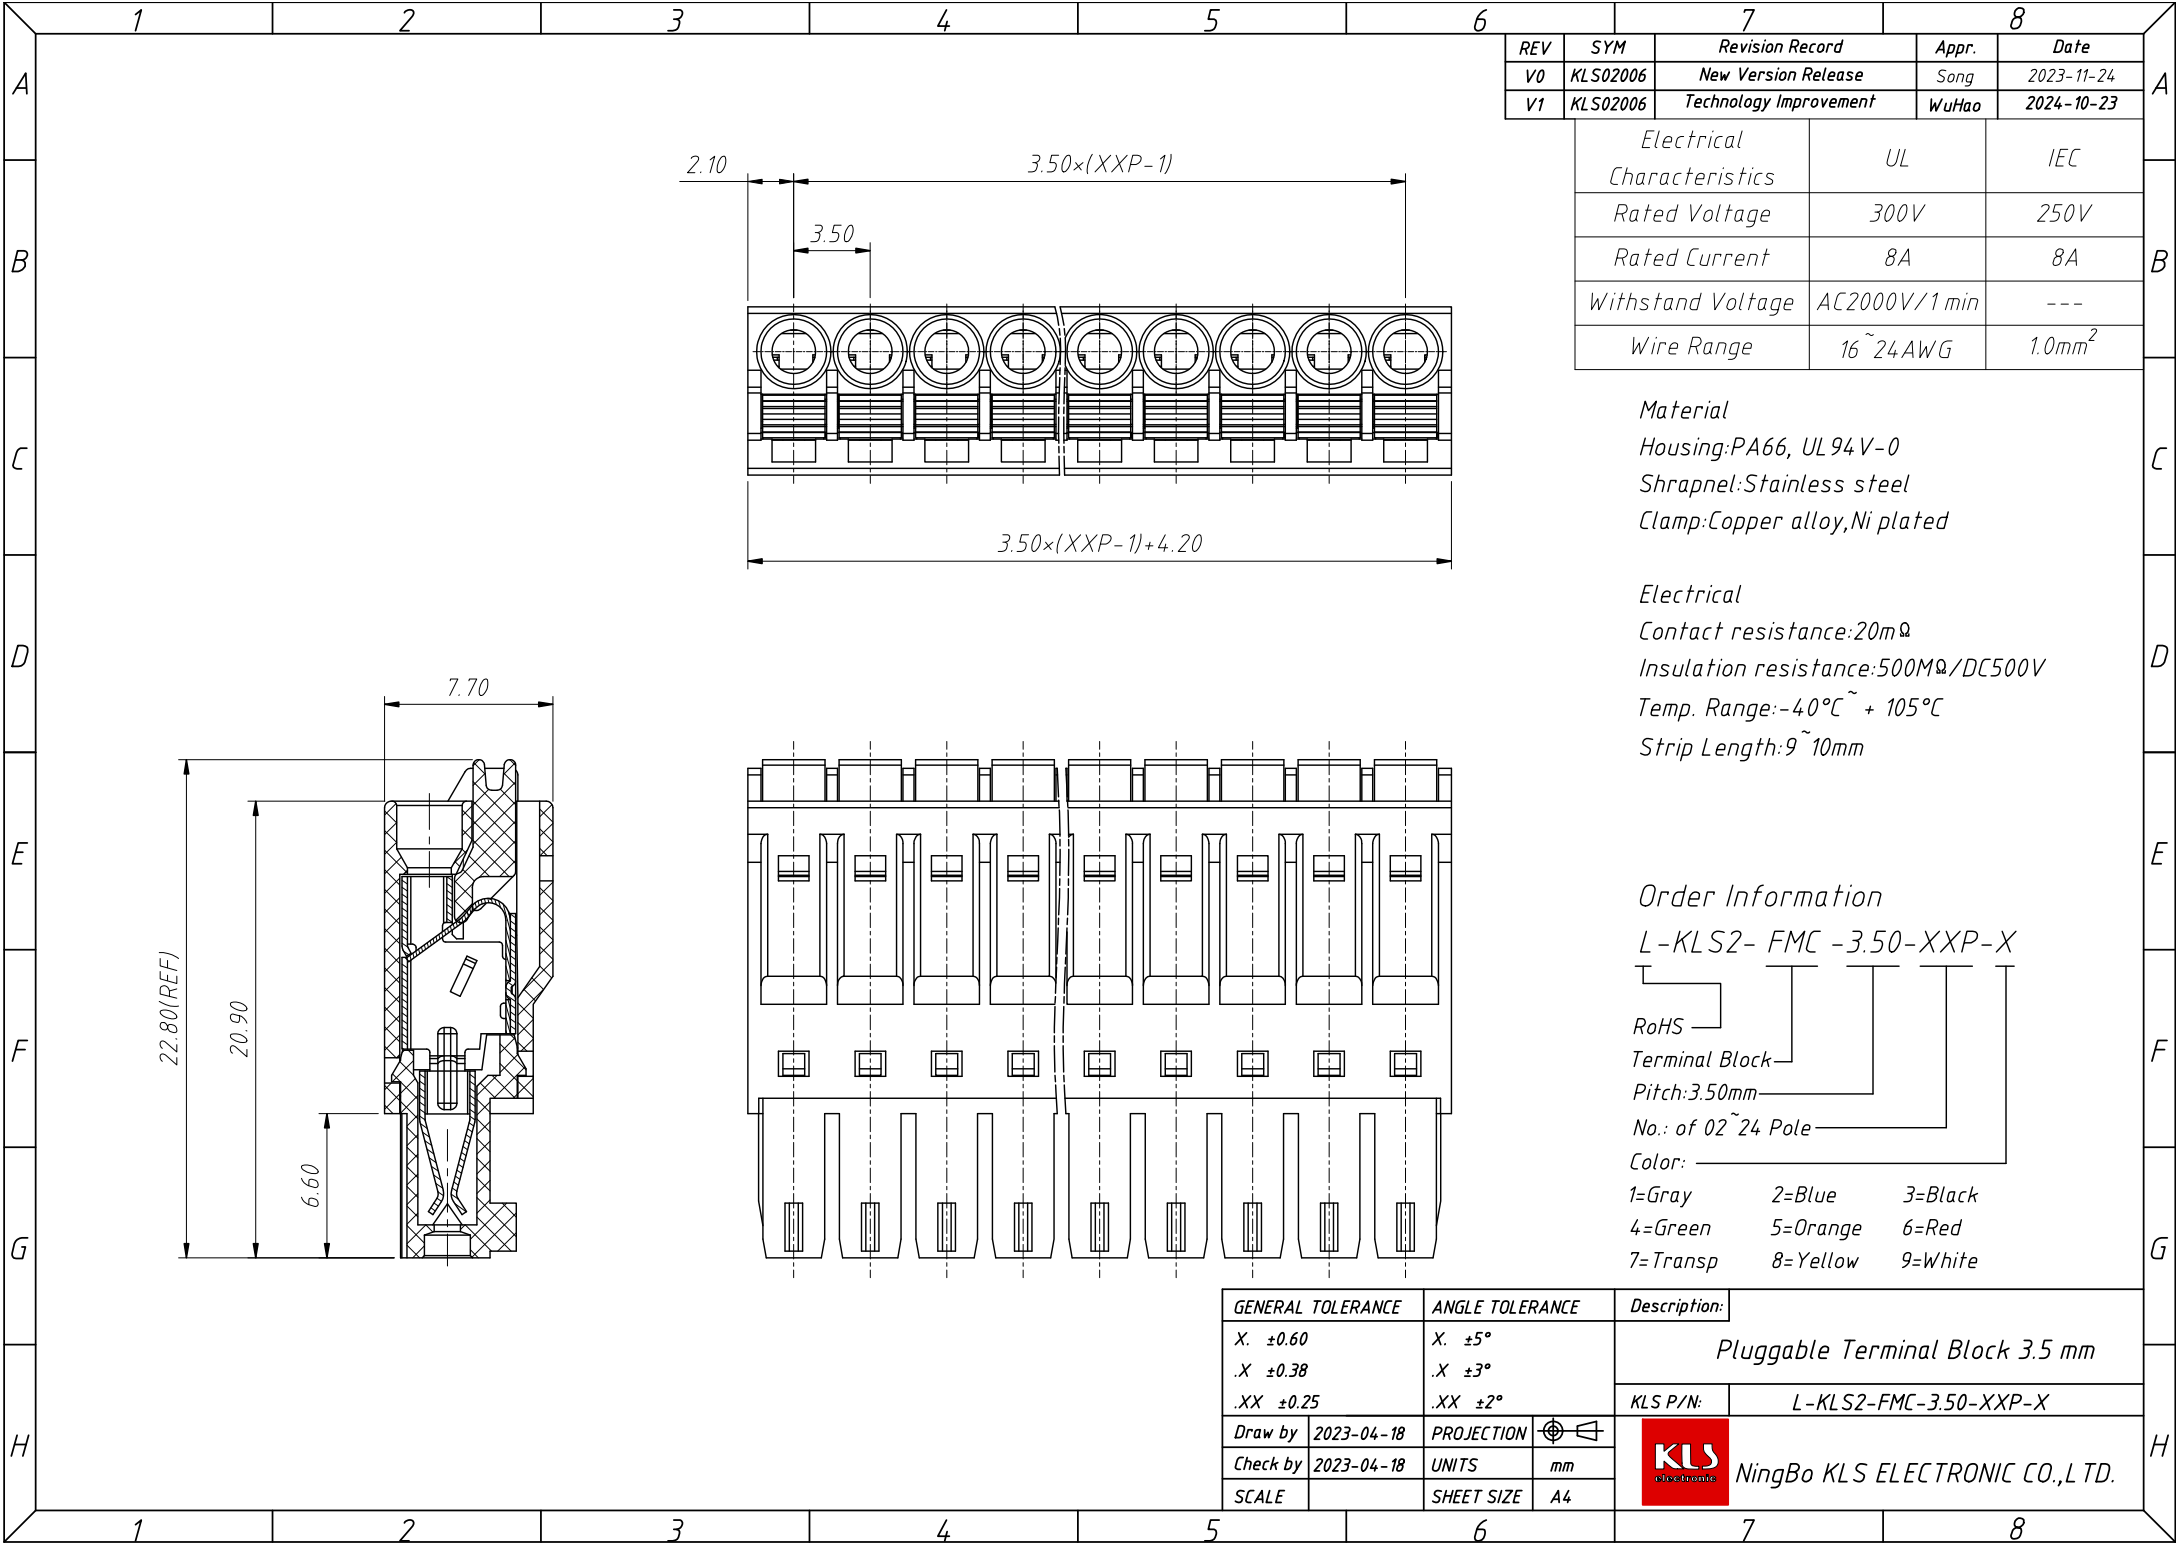 1 2 3 4 5 6 7 8
A A
B B
C C
D D
E E
F F
G G
H H
REV SYM Revision Record Appr. Date
V0 KLS02006 New Version Release Song 2023-11-24
V1 KLS02006 Technology Improvement WuHao 2024-10-23
Electrical Characteristics UL IEC
Rated Voltage 300V 250V
Rated Current 8A 8A
Withstand Voltage AC2000V/1 min ---
Wire Range 16~24AWG 1.0mm²
2.10 3.50×(XXP-1)
3.50
3.50×(XXP-1)+4.20
Material
Housing:PA66, UL94V-0
Shrapnel:Stainless steel
Clamp:Copper alloy,Ni plated
Electrical
Contact resistance:20mΩ
Insulation resistance:500MΩ/DC500V
Temp. Range:-40°C~ + 105°C
Strip Length:9~10mm
7.70
22.80(REF)
20.90
6.60
Order Information
L-KLS2- FMC -3.50-XXP-X
RoHS
Terminal Block
Pitch:3.50mm
No.: of 02~24 Pole
Color:
1=Gray 2=Blue 3=Black
4=Green 5=Orange 6=Red
7=Transp 8=Yellow 9=White
GENERAL TOLERANCE ANGLE TOLERANCE
X. ±0.60 X. ±5°
.X ±0.38 .X ±3°
.XX ±0.25 .XX ±2°
Draw by 2023-04-18 PROJECTION
Check by 2023-04-18 UNITS mm
SCALE SHEET SIZE A4
Description:
Pluggable Terminal Block 3.5 mm
KLS P/N: L-KLS2-FMC-3.50-XXP-X
KLS
electronic
NingBo KLS ELECTRONIC CO.,LTD.
1 2 3 4 5 6 7 8